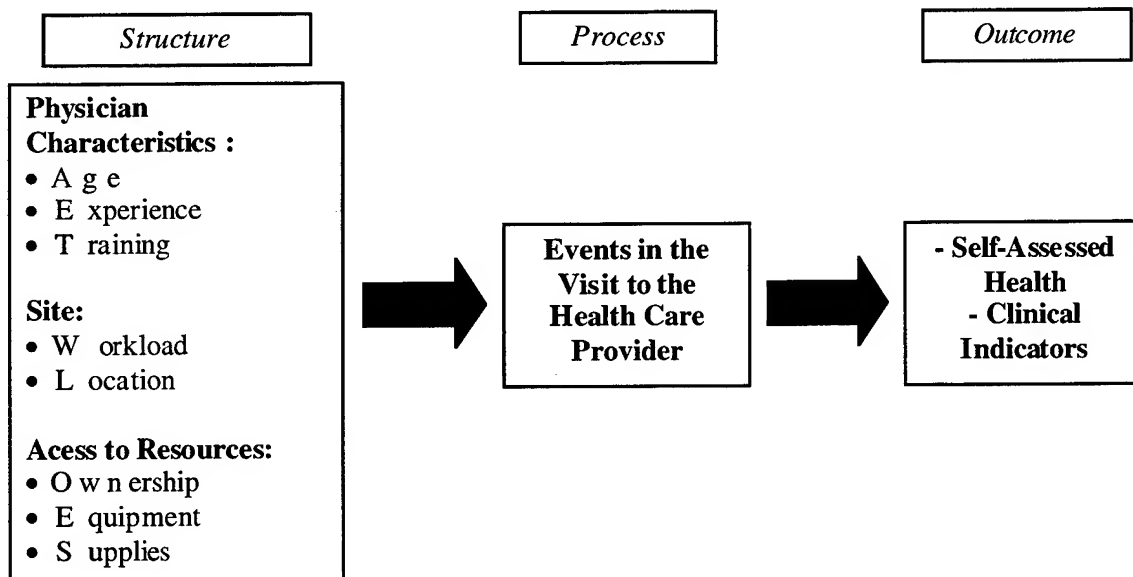 Structure
Physician
Characteristics :
• A g e
• E xperience
• T raining
Site:
• W orkload
• L ocation
Acess to Resources:
• O w n ership
• E quipment
• S upplies
Process
Events in the
Visit to the
Health Care
Provider
Outcome
- Self-Assessed
Health
- Clinical
Indicators